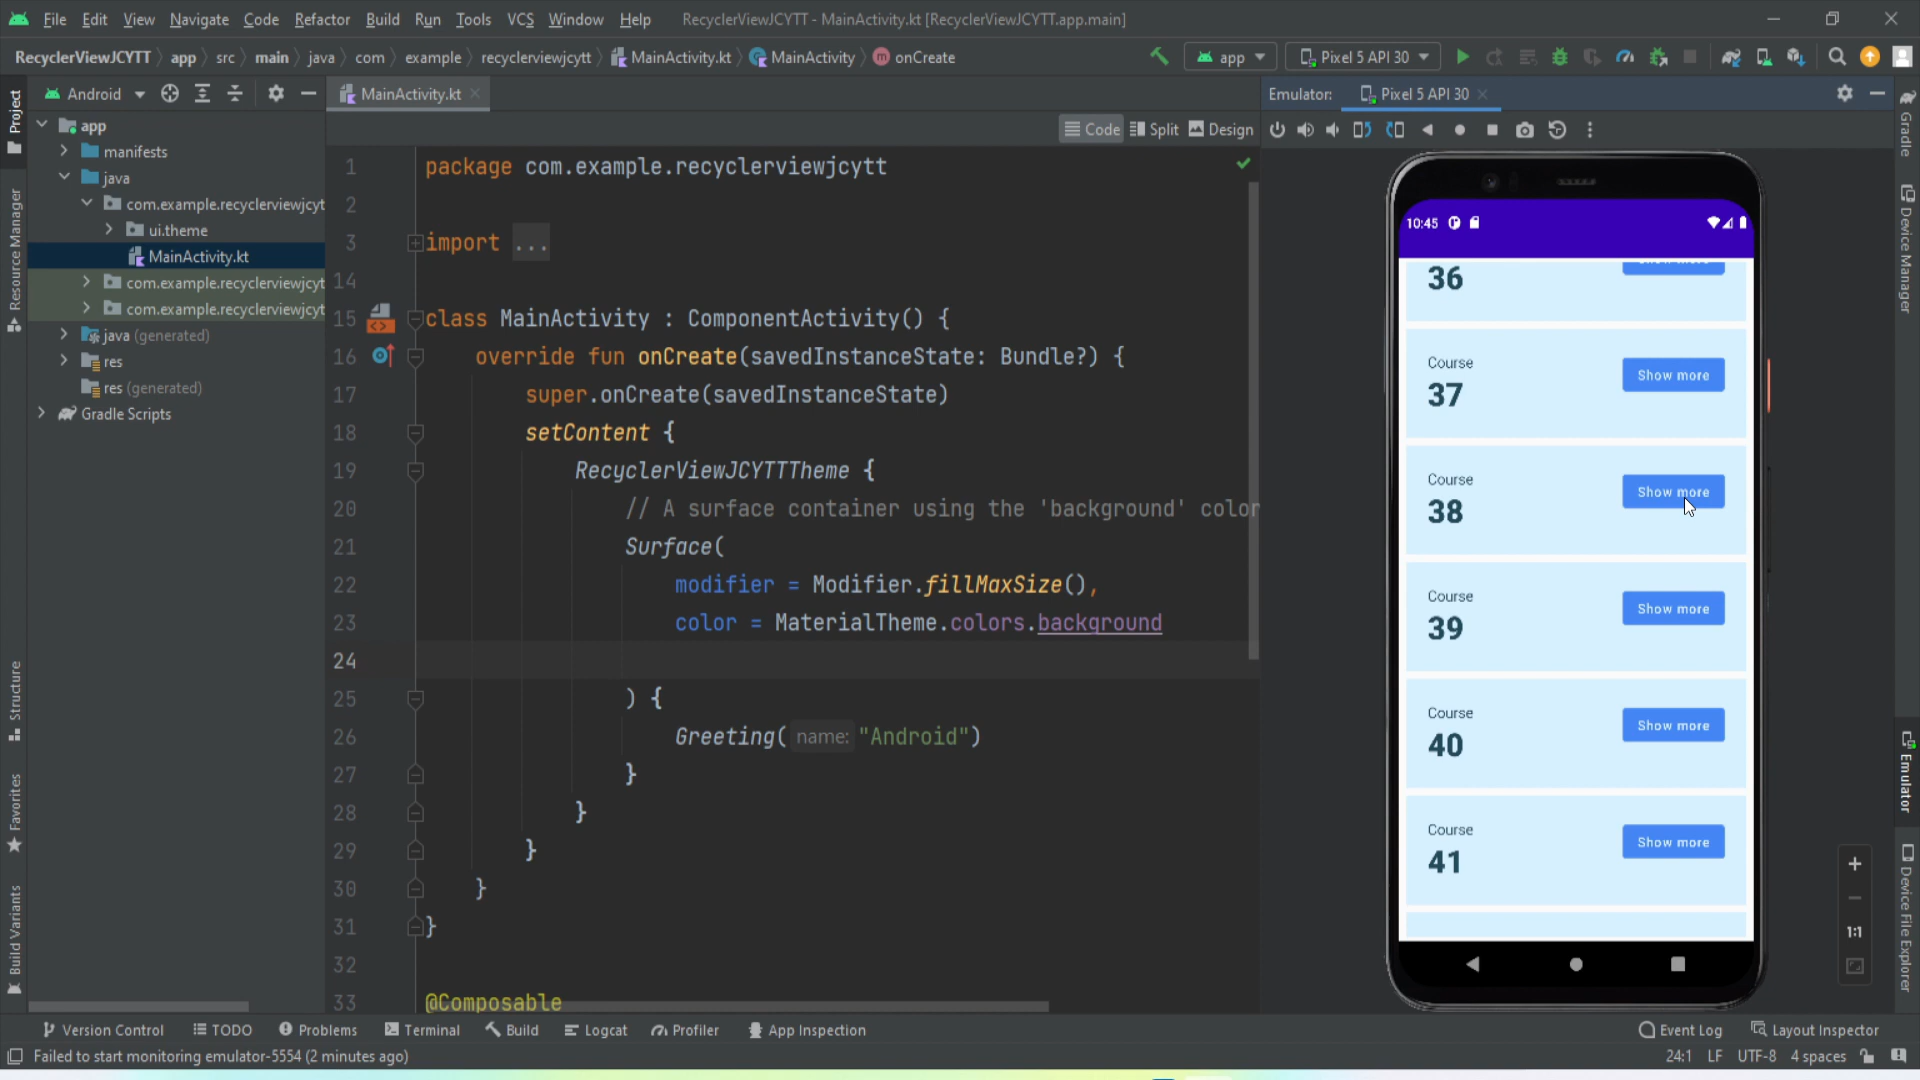 File Edit View Navigate Code Refactor Build Run Tools VCS Window Help RecyclerViewJCYTT - MainActivity.kt [RecyclerViewJCYTT.app.main]
RecyclerViewJCYTT app src main java com example recyclerviewjcytt MainActivity.kt MainActivity onCreate app Pixel 5 API 30
Project Android MainActivity.kt Emulator: Pixel 5 API 30
Code Split Design
app
manifests
java
com.example.recyclerviewjcyt
ui.theme
MainActivity.kt
com.example.recyclerviewjcyt
com.example.recyclerviewjcyt
java (generated)
res
res (generated)
Gradle Scripts
Resource Manager
Structure
Favorites
Build Variants
1 package com.example.recyclerviewjcytt
2
3 import ...
14
15 class MainActivity : ComponentActivity() {
16 override fun onCreate(savedInstanceState: Bundle?) {
17 super.onCreate(savedInstanceState)
18 setContent {
19 RecyclerViewJCYTTTheme {
20 // A surface container using the 'background' color
21 Surface(
22 modifier = Modifier.fillMaxSize(),
23 color = MaterialTheme.colors.background
24
25 ) {
26 Greeting( name: "Android")
27 }
28 }
29 }
30 }
31 }
32
33 @Composable
10:45
36
Course
37 Show more
Course
38 Show more
Course
39 Show more
Course
40 Show more
Course
41 Show more
1:1
Gradle
Device Manager
Emulator
Device File Explorer
Version Control TODO Problems Terminal Build Logcat Profiler App Inspection Event Log Layout Inspector
Failed to start monitoring emulator-5554 (2 minutes ago) 24:1 LF UTF-8 4 spaces